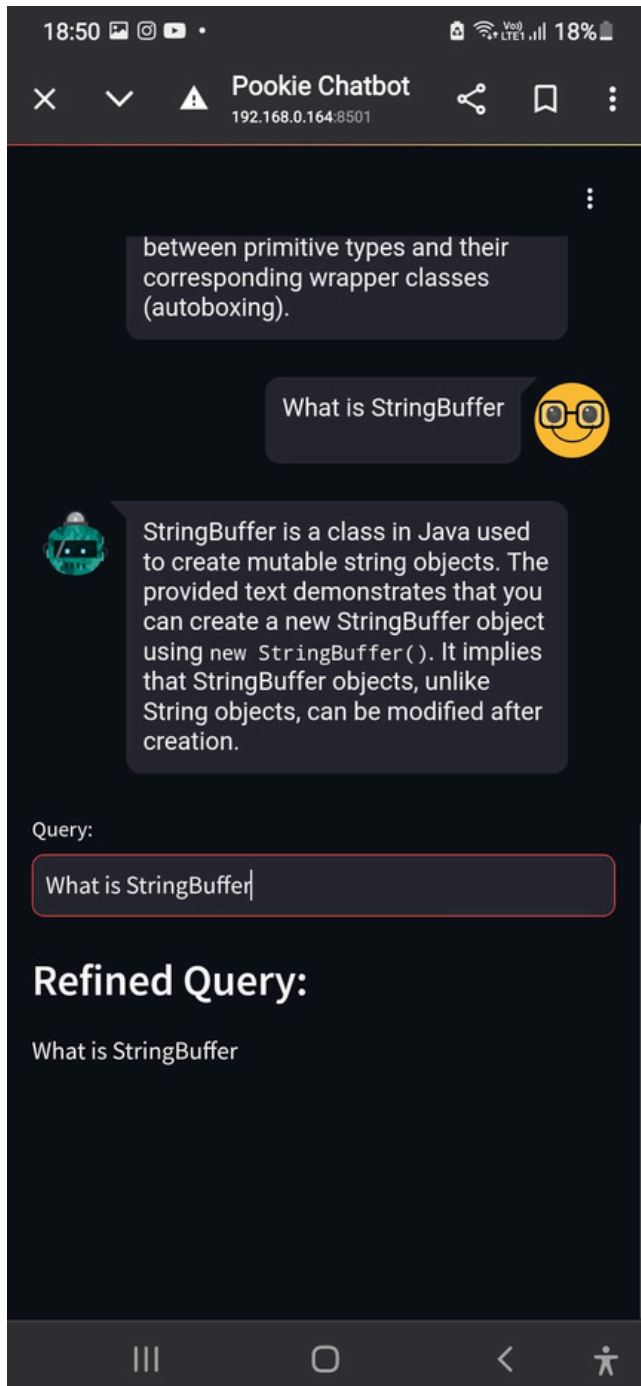 18:50
Vo))
LTE1
18%
Pookie Chatbot
192.168.0.164:8501
between primitive types and their
corresponding wrapper classes
(autoboxing).
What is StringBuffer
StringBuffer is a class in Java used
to create mutable string objects. The
provided text demonstrates that you
can create a new StringBuffer object
using new StringBuffer(). It implies
that StringBuffer objects, unlike
String objects, can be modified after
creation.
Query:
What is StringBuffer
Refined Query:
What is StringBuffer